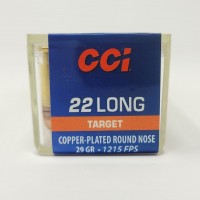 CCI
22 LONG
TARGET
COPPER-PLATED ROUND NOSE
29 GR - 1215 FPS